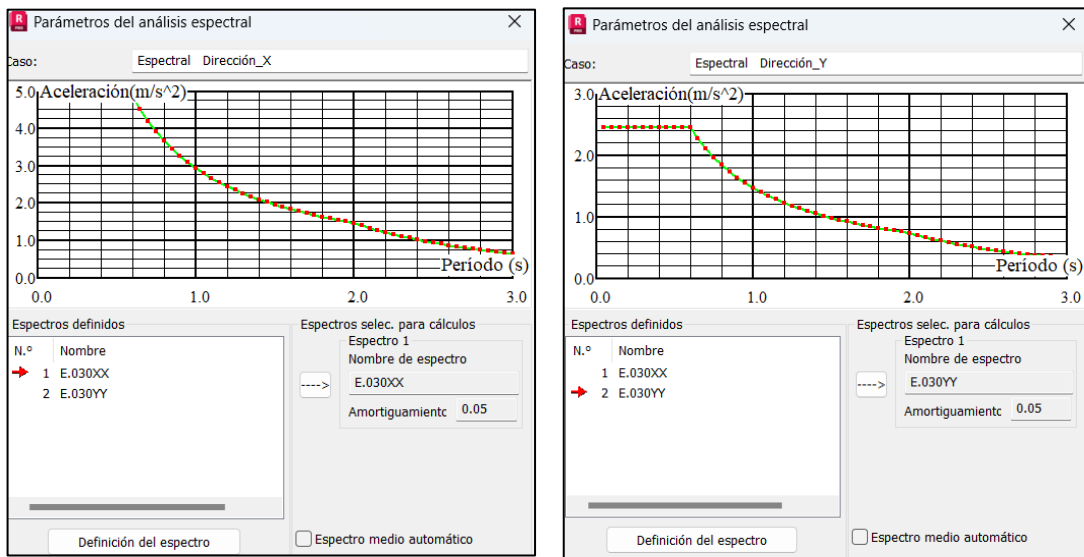 R
PRO
Parámetros del análisis espectral
Caso:
Espectral Dirección_X
5.0
Aceleración(m/s^2)
4.0
3.0
2.0
1.0
Período (s)
0.0
0.0
1.0
2.0
3.0
Espectros definidos
N.º Nombre
1 E.030XX
2 E.030YY
Definición del espectro
Espectros selec. para cálculos
Espectro 1
Nombre de espectro
---->
E.030XX
Amortiguamiento 0.05
Espectro medio automático
R
PRO
Parámetros del análisis espectral
Caso:
Espectral Dirección_Y
3.0
Aceleración(m/s^2)
2.0
1.0
Período (s)
0.0
0.0
1.0
2.0
3.0
Espectros definidos
N.º Nombre
1 E.030XX
2 E.030YY
Definición del espectro
Espectros selec. para cálculos
Espectro 1
Nombre de espectro
---->
E.030YY
Amortiguamiento 0.05
Espectro medio automático